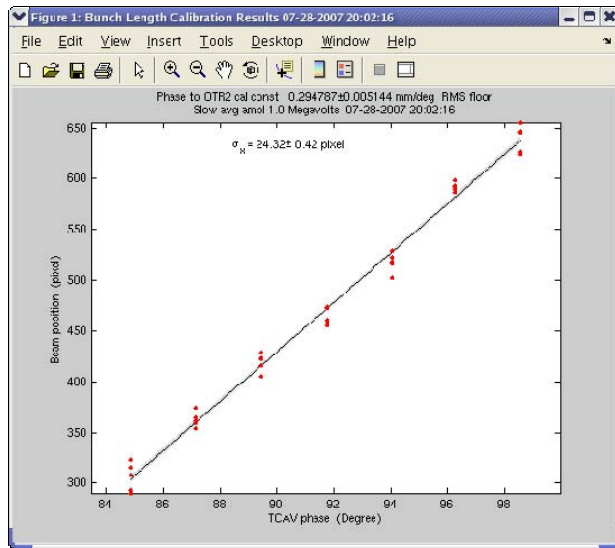 Figure 1: Bunch Length Calibration Results 07-28-2007 20:02:16
File Edit View Insert Tools Desktop Window Help
Phase to OTR2 cal const 0.294787±0.005144 mm/deg RMS floor
Slow avg ampl 1.0 Megavolts 07-28-2007 20:02:16
σx = 24.32± 0.42 pixel
650
600
550
500
450
400
350
300
Beam position (pixel)
84 86 88 90 92 94 96 98
TCAV phase (Degree)